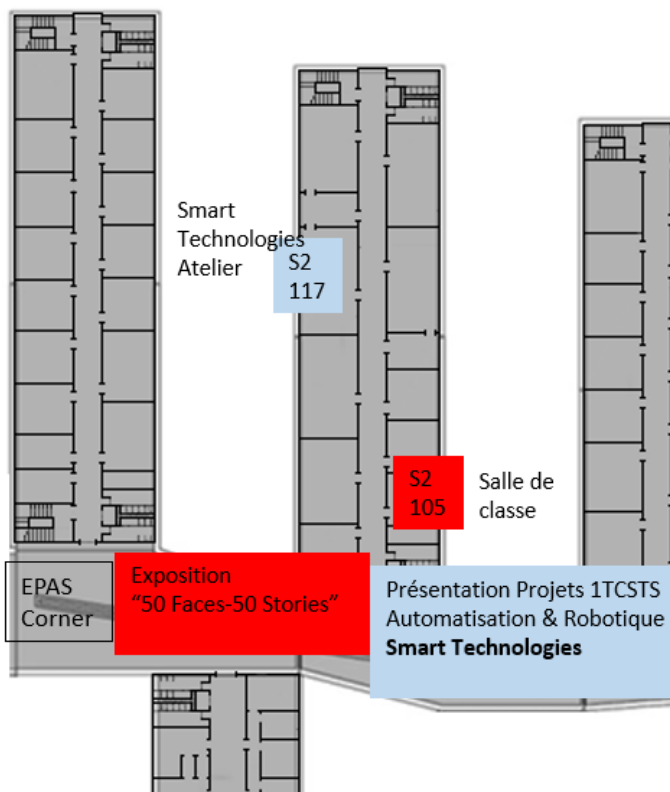 Smart
Technologies
Atelier
S2
117
S2
105
Salle de
classe
EPAS
Corner
Exposition
“50 Faces-50 Stories”
Présentation Projets 1TCSTS
Automatisation & Robotique
Smart Technologies